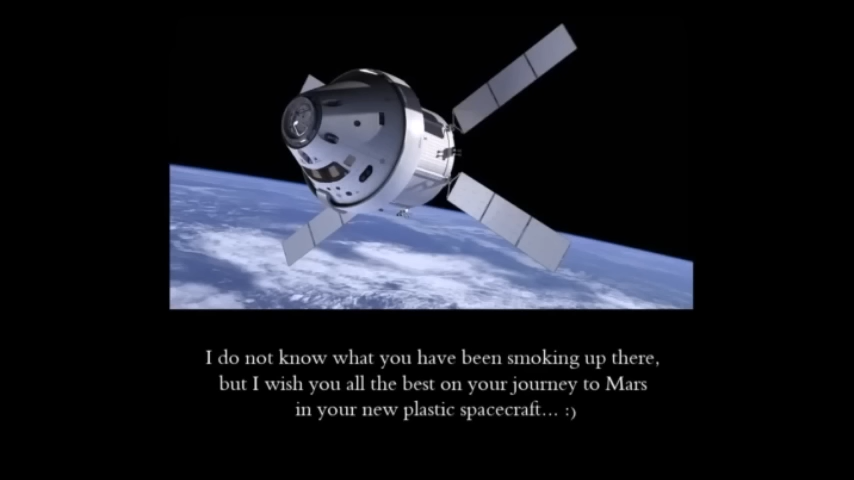 I do not know what you have been smoking up there,
but I wish you all the best on your journey to Mars
in your new plastic spacecraft... :)